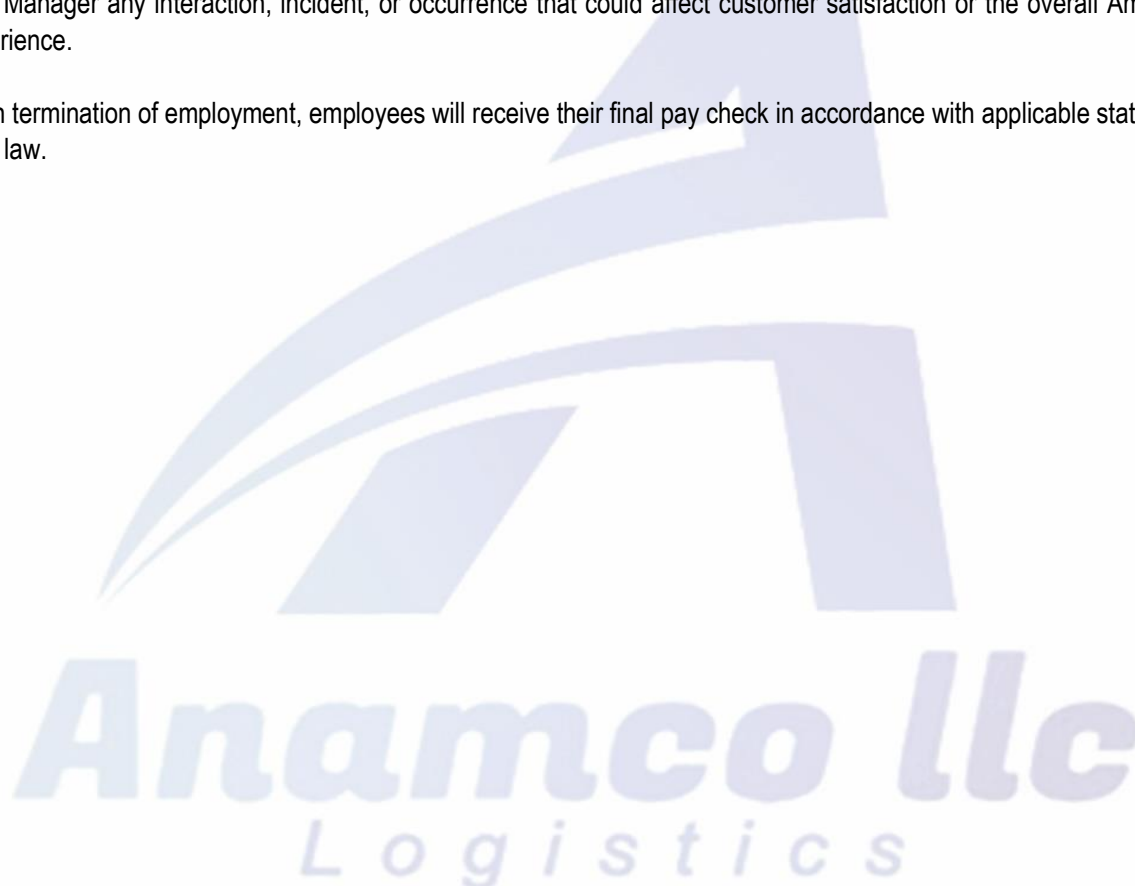 Manager any interaction, incident, or occurrence that could affect customer satisfaction or the overall Am
rience.
n termination of employment, employees will receive their final pay check in accordance with applicable stat
law.
Anamco llc
Logistics